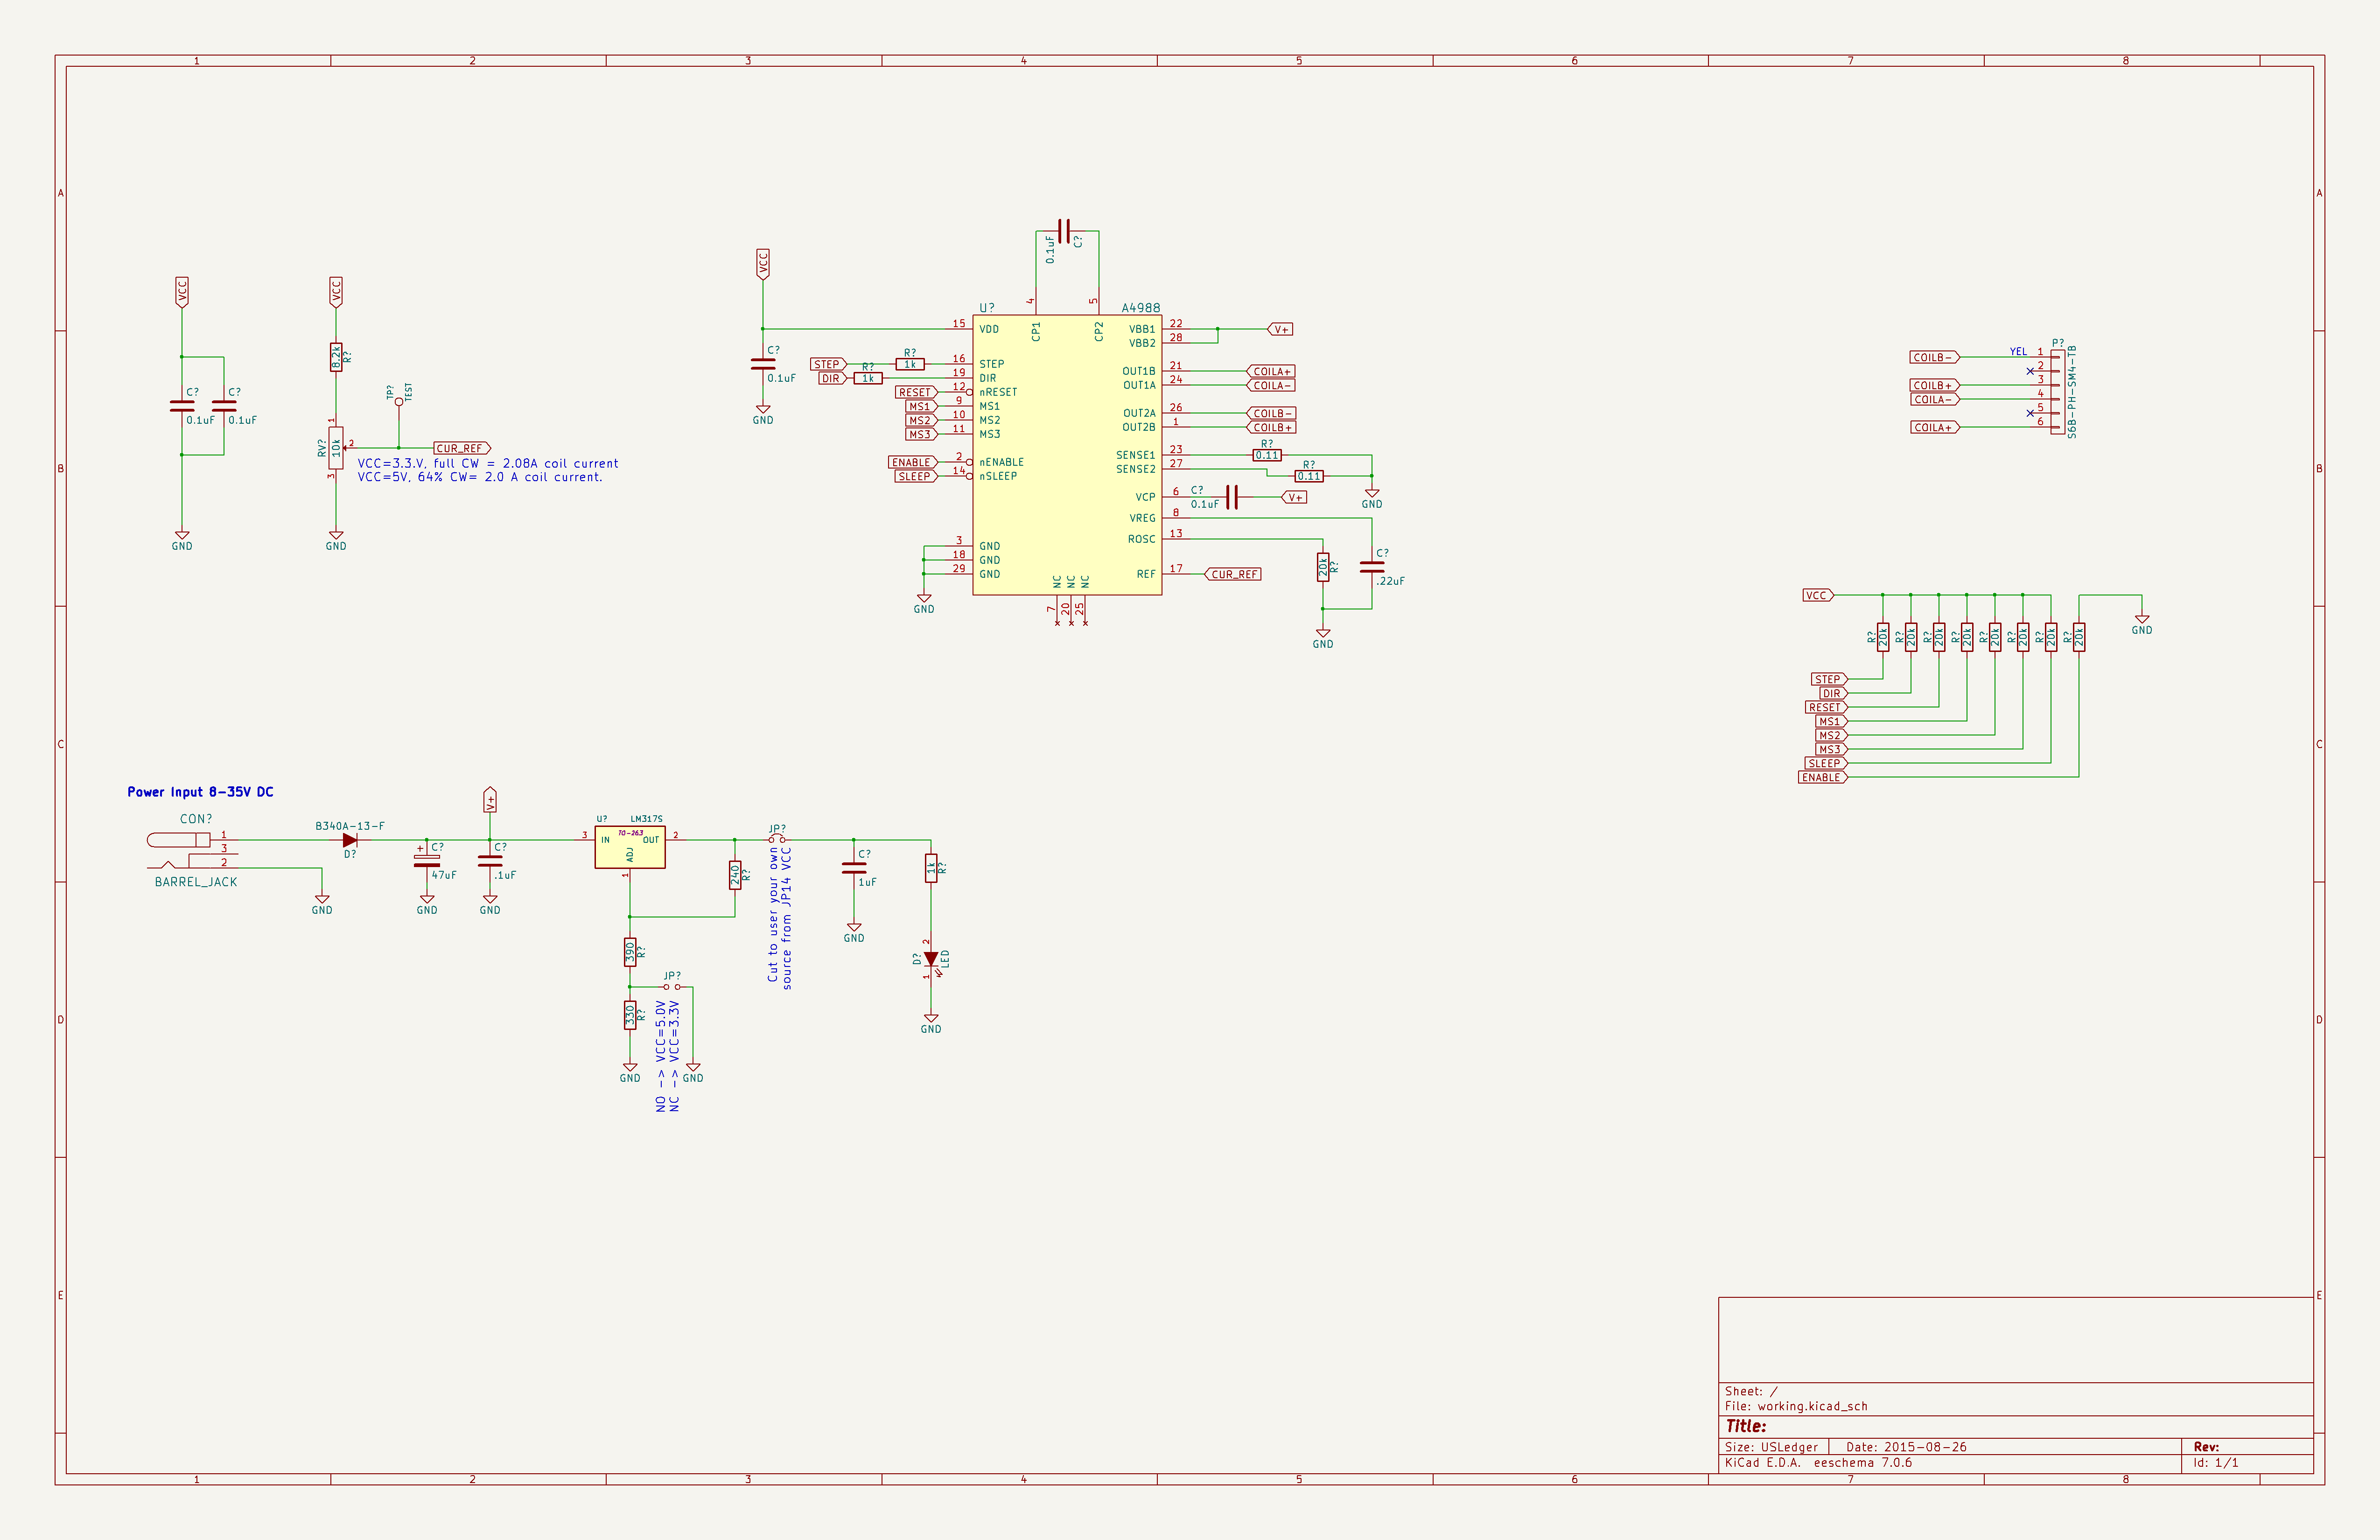 1 2 3 4 5 6 7 8
A
B
C
D
E
A
B
C
D
E
VCC
C?
0.1uF
C?
0.1uF
GND
VCC
8.2k
R?
TP?
TEST
RV?
10k
1
2
3
CUR_REF
VCC=3.3.V, full CW = 2.08A coil current
VCC=5V, 64% CW= 2.0 A coil current.
GND
VCC
C?
0.1uF
GND
0.1uF
C?
U?
A4988
4
CP1
5
CP2
15 VDD
STEP
R?
1k
16 STEP
DIR
R?
1k
19 DIR
RESET 12 nRESET
MS1 9 MS1
MS2 10 MS2
MS3 11 MS3
ENABLE 2 nENABLE
SLEEP 14 nSLEEP
3 GND
18 GND
29 GND
GND
NC NC NC
7 20 25
VBB1 22 V+
VBB2 28
OUT1B 21 COILA+
OUT1A 24 COILA-
OUT2A 26 COILB-
OUT2B 1 COILB+
SENSE1 23
R?
0.11
SENSE2 27
R?
0.11
GND
VCP 6
C?
0.1uF
V+
VREG 8
ROSC 13
REF 17 CUR_REF
20k
R?
C?
.22uF
GND
P?
S6B-PH-SM4-TB
COILB- YEL 1
2
COILB+ 3
COILA- 4
5
COILA+ 6
VCC
GND
R? 20k R? 20k R? 20k R? 20k R? 20k R? 20k R? 20k R? 20k
STEP
DIR
RESET
MS1
MS2
MS3
SLEEP
ENABLE
Power Input 8-35V DC
CON?
1
3
2
BARREL_JACK
GND
B340A-13-F
D?
C?
47uF
GND
V+
C?
.1uF
GND
U?
LM317S
TO-263
3 IN OUT 2
ADJ
1
240
R?
390
R?
330
R?
GND
JP?
GND
NO -> VCC=5.0V
NC -> VCC=3.3V
JP?
Cut to user your own
source from JP14 VCC
C?
1uF
GND
1k
R?
2
D?
LED
1
GND
Sheet: /
File: working.kicad_sch
Title:
Size: USLedger Date: 2015-08-26 Rev:
KiCad E.D.A. eeschema 7.0.6 Id: 1/1
1 2 3 4 5 6 7 8